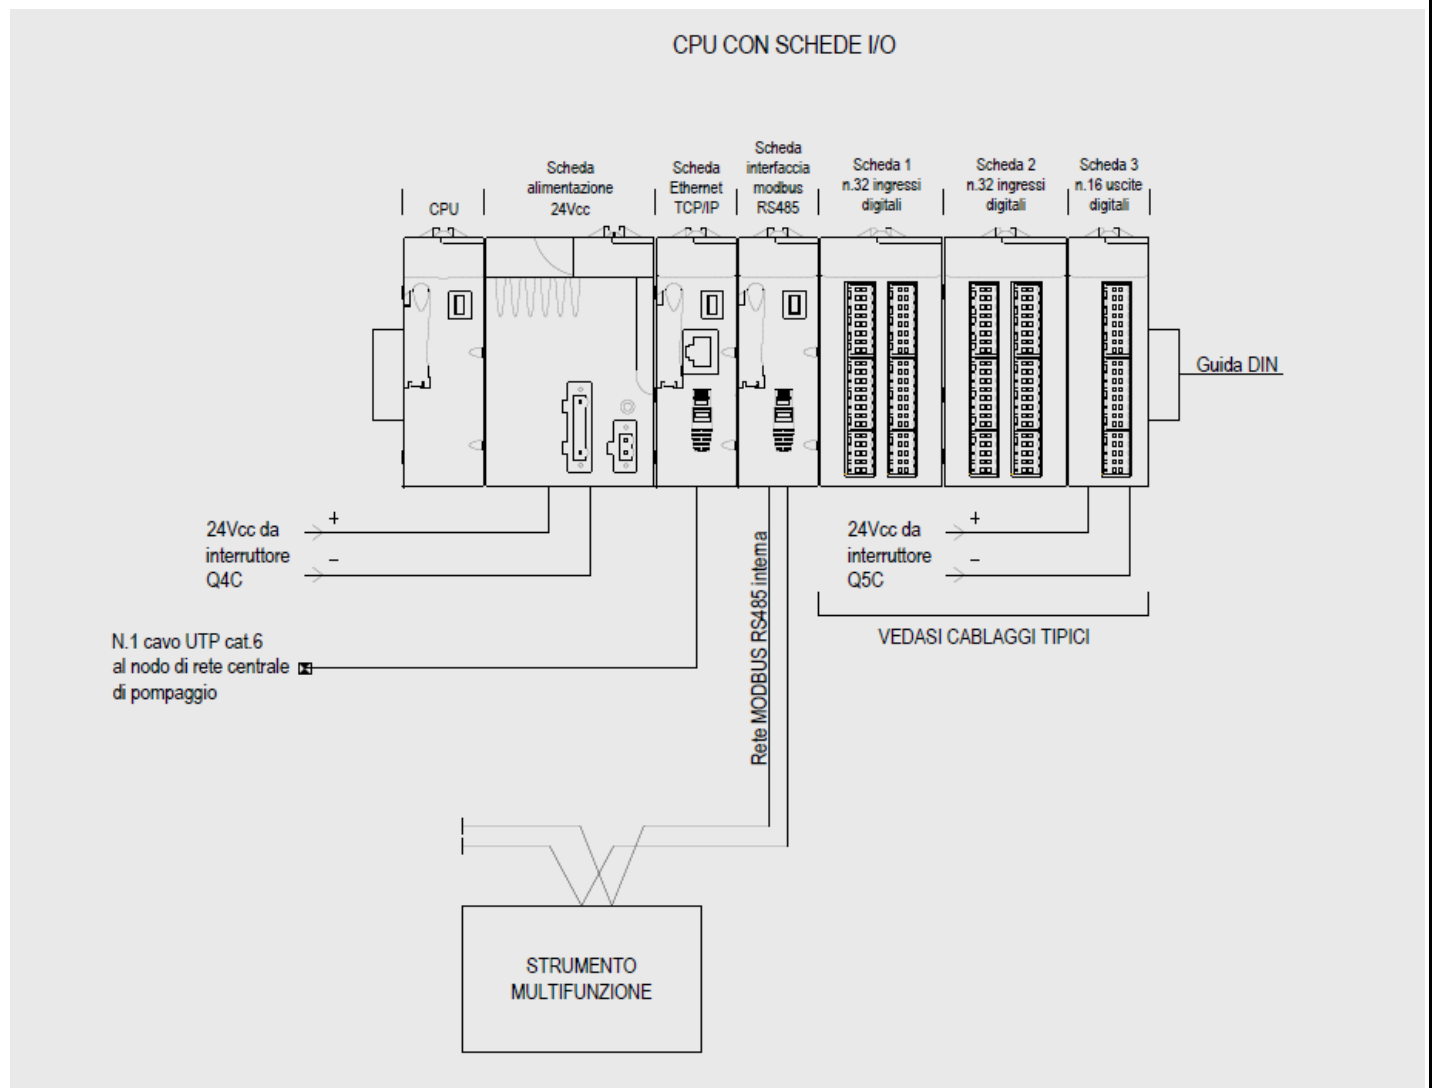 CPU CON SCHEDE I/O
CPU
Scheda
alimentazione
24Vcc
Scheda
Ethernet
TCP/IP
Scheda
interfaccia
modbus
RS485
Scheda 1
n.32 ingressi
digitali
Scheda 2
n.32 ingressi
digitali
Scheda 3
n.16 uscite
digitali
Guida DIN
24Vcc da
interruttore
Q4C
+
–
24Vcc da
interruttore
Q5C
+
–
VEDASI CABLAGGI TIPICI
N.1 cavo UTP cat.6
al nodo di rete centrale
di pompaggio
Rete MODBUS RS485 interna
STRUMENTO
MULTIFUNZIONE